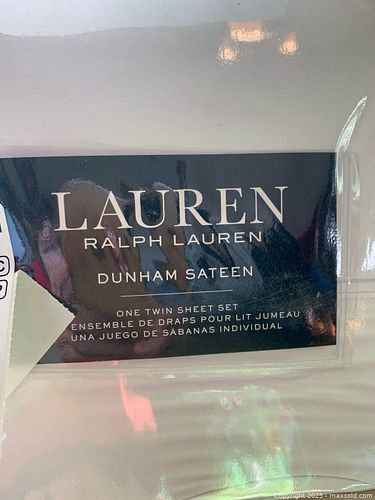 LAUREN
RALPH LAUREN
DUNHAM SATEEN
ONE TWIN SHEET SET
ENSEMBLE DE DRAPS POUR LIT JUMEAU
UNA JUEGO DE SÁBANAS INDIVIDUAL
Copyright 2025 - maxsold.com